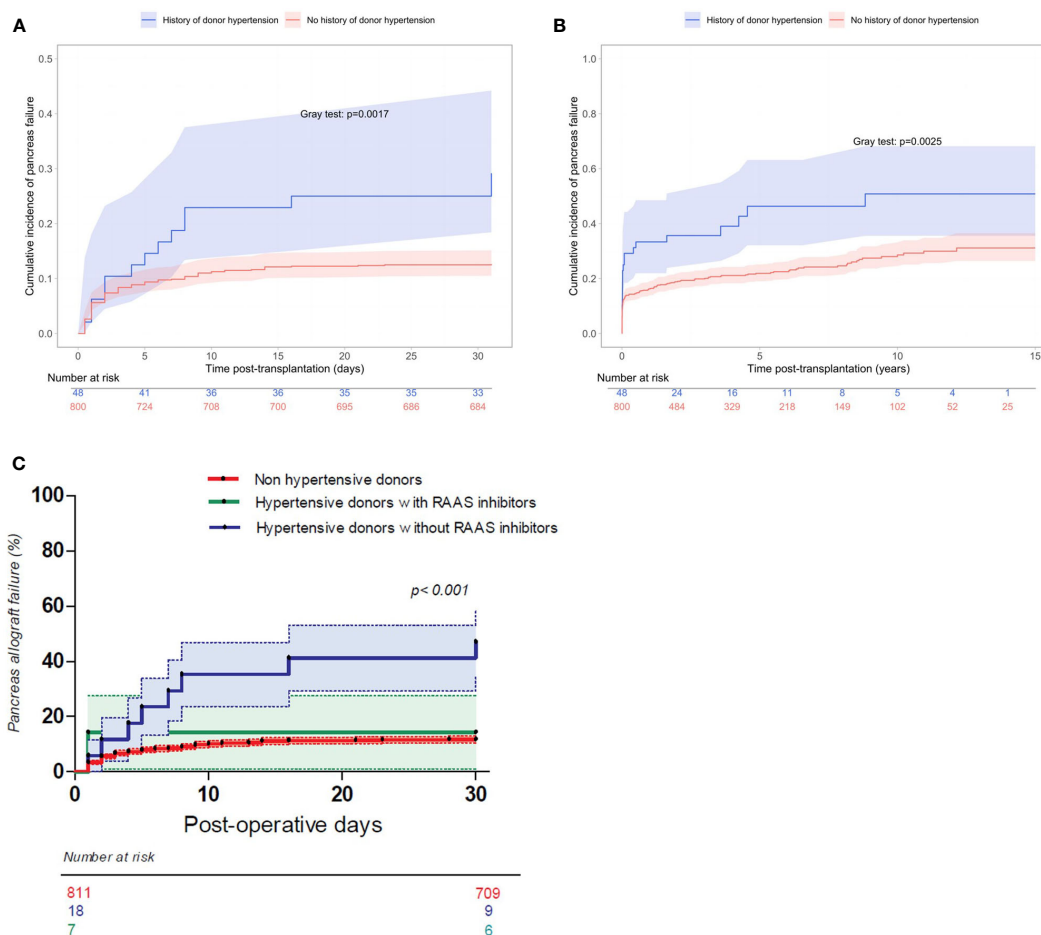 History of donor hypertension No history of donor hypertension
A
Cumulative incidence of pancreas failure
0.5
0.4
0.3
0.2
0.1
0.0
Gray test: p=0.0017
0 5 10 15 20 25 30
Time post-transplantation (days)
Number at risk
48 41 36 36 35 35 33
800 724 708 700 695 686 684
History of donor hypertension No history of donor hypertension
B
Cumulative incidence of pancreas failure
1.0
0.8
0.6
0.4
0.2
0.0
Gray test: p=0.0025
0 5 10 15
Time post-transplantation (years)
Number at risk
48 24 16 11 8 5 4 1
800 484 329 218 149 102 52 25
C
Non hypertensive donors
Hypertensive donors with RAAS inhibitors
Hypertensive donors without RAAS inhibitors
Pancreas allograft failure (%)
100
80
60
40
20
0
p< 0.001
0 10 20 30
Post-operative days
Number at risk
811 709
18 9
7 6